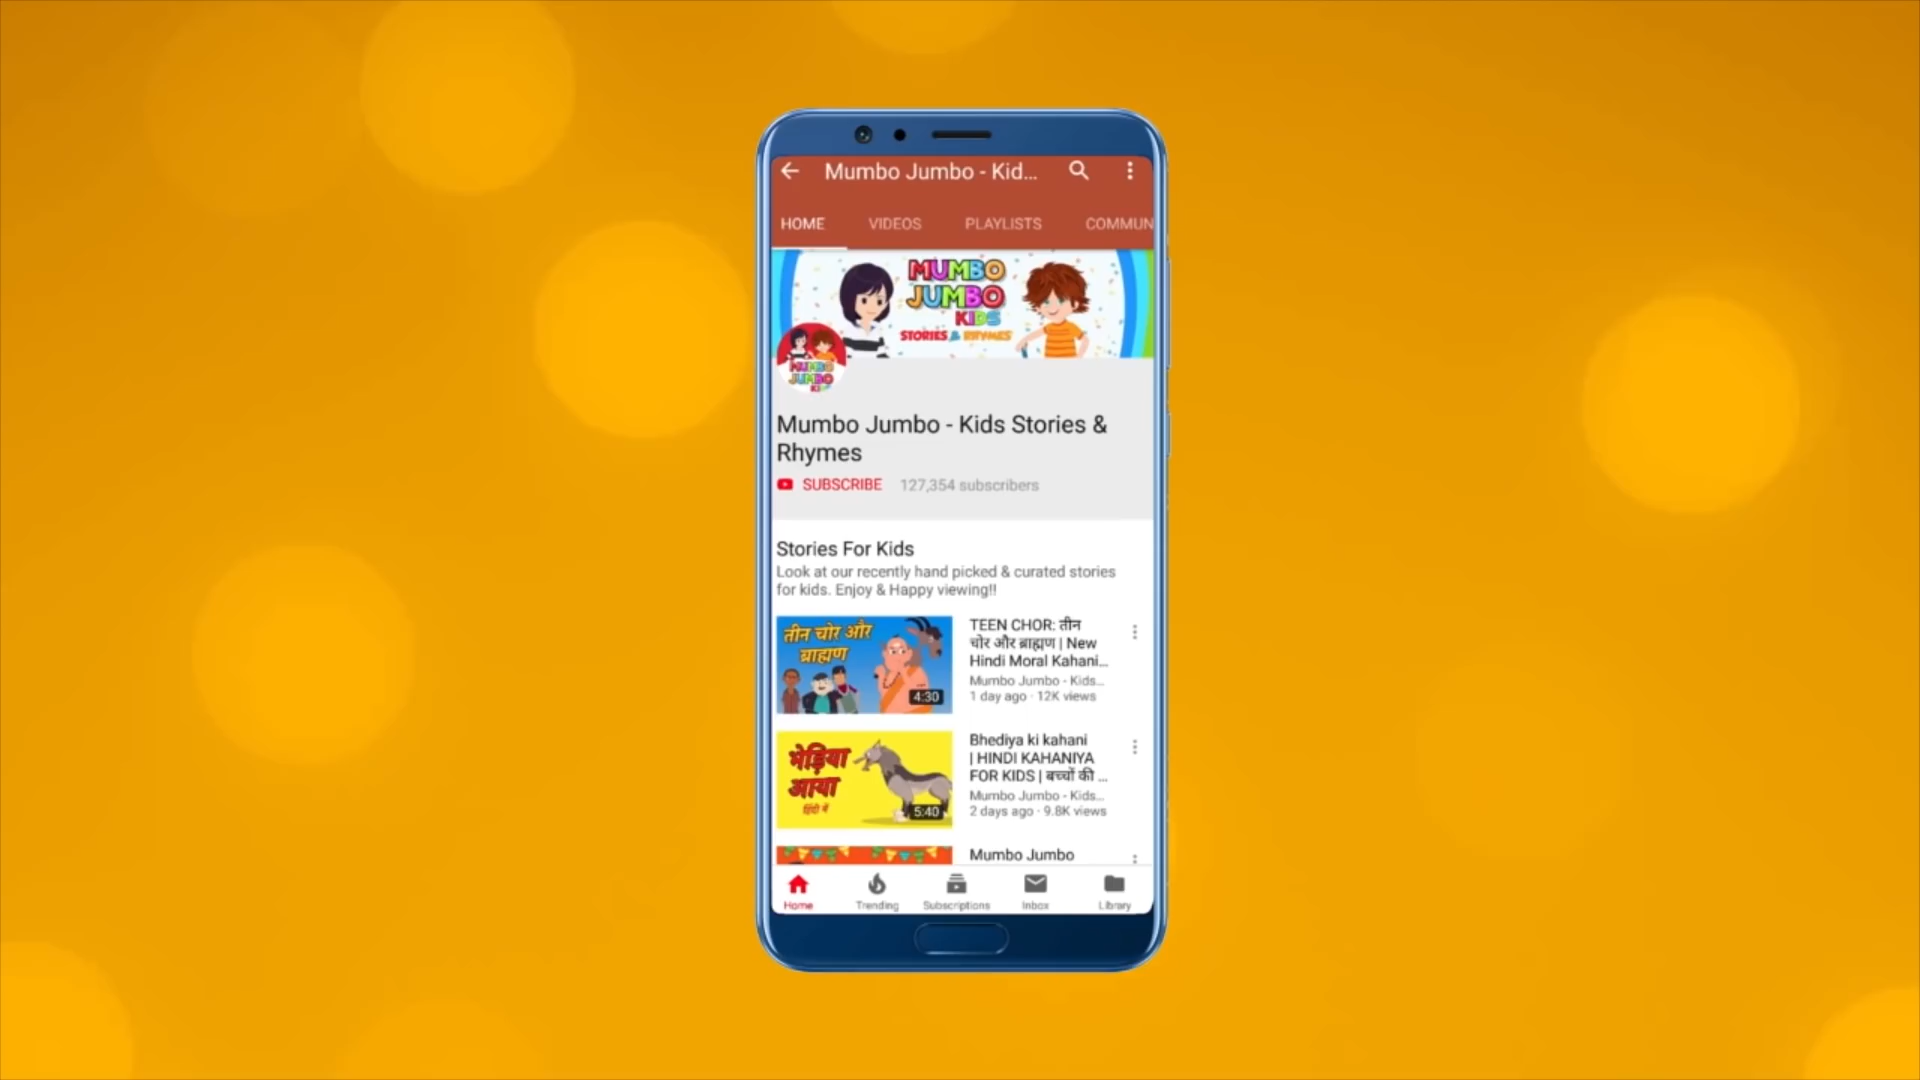 Mumbo Jumbo - Kid...
HOME VIDEOS PLAYLISTS COMMUN
MUMBO
JUMBO
KIDS
STORIES & RHYMES
MUMBO
JUMBO
Mumbo Jumbo - Kids Stories &
Rhymes
SUBSCRIBE 127,354 subscribers
Stories For Kids
Look at our recently hand picked & curated stories
for kids. Enjoy & Happy viewing!!
तीन चोर और
ब्राह्मण
4:30
TEEN CHOR: तीन
चोर और ब्राह्मण | New
Hindi Moral Kahani...
Mumbo Jumbo - Kids...
1 day ago · 12K views
भेड़िया
आया
हिंदी में
5:40
Bhediya ki kahani
| HINDI KAHANIYA
FOR KIDS | बच्चों की ...
Mumbo Jumbo - Kids...
2 days ago · 9.8K views
Mumbo Jumbo
Home Trending Subscriptions Inbox Library